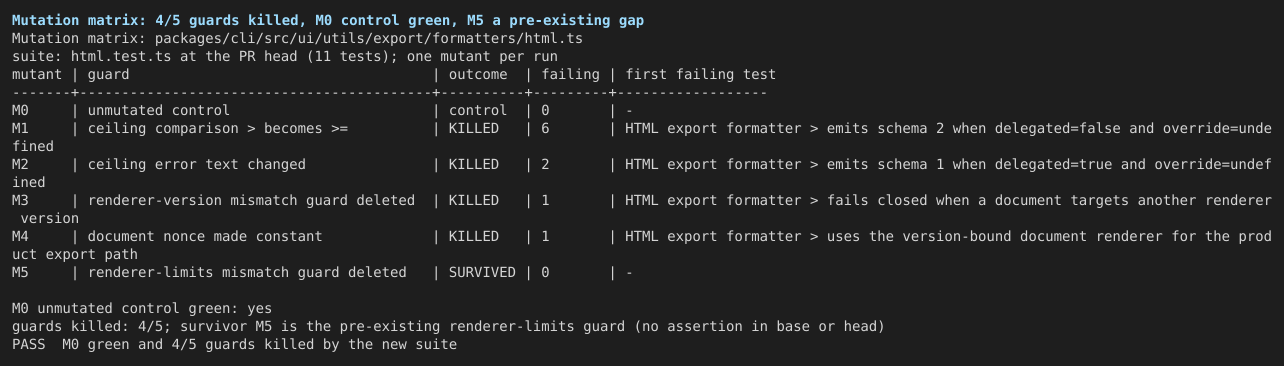 Mutation matrix: 4/5 guards killed, M0 control green, M5 a pre-existing gap
Mutation matrix: packages/cli/src/ui/utils/export/formatters/html.ts
suite: html.test.ts at the PR head (11 tests); one mutant per run
mutant | guard                                    | outcome  | failing | first failing test
-------+------------------------------------------+----------+---------+-----------------
M0     | unmutated control                        | control  | 0       | -
M1     | ceiling comparison > becomes >=          | KILLED   | 6       | HTML export formatter > emits schema 2 when delegated=false and override=unde
fined
M2     | ceiling error text changed               | KILLED   | 2       | HTML export formatter > emits schema 1 when delegated=true and override=undef
ined
M3     | renderer-version mismatch guard deleted  | KILLED   | 1       | HTML export formatter > fails closed when a document targets another renderer
 version
M4     | document nonce made constant             | KILLED   | 1       | HTML export formatter > uses the version-bound document renderer for the prod
uct export path
M5     | renderer-limits mismatch guard deleted   | SURVIVED | 0       | -

M0 unmutated control green: yes
guards killed: 4/5; survivor M5 is the pre-existing renderer-limits guard (no assertion in base or head)
PASS  M0 green and 4/5 guards killed by the new suite